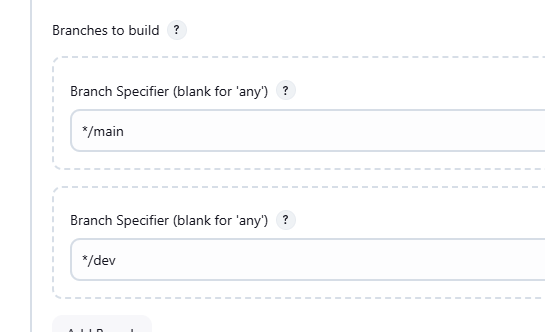 Branches to build ?
Branch Specifier (blank for 'any') ?
*/main
Branch Specifier (blank for 'any') ?
*/dev